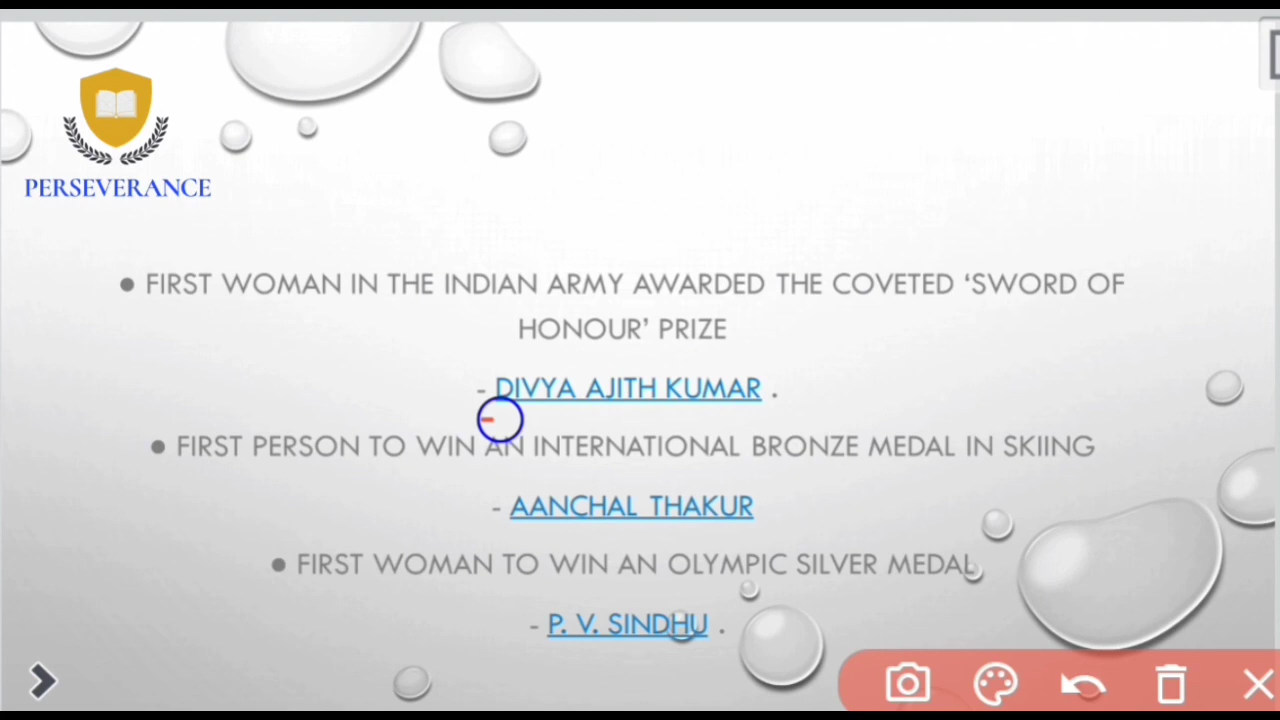 PERSEVERANCE
● FIRST WOMAN IN THE INDIAN ARMY AWARDED THE COVETED ‘SWORD OF
HONOUR’ PRIZE
- DIVYA AJITH KUMAR .
● FIRST PERSON TO WIN AN INTERNATIONAL BRONZE MEDAL IN SKIING
- AANCHAL THAKUR
● FIRST WOMAN TO WIN AN OLYMPIC SILVER MEDAL
- P. V. SINDHU .